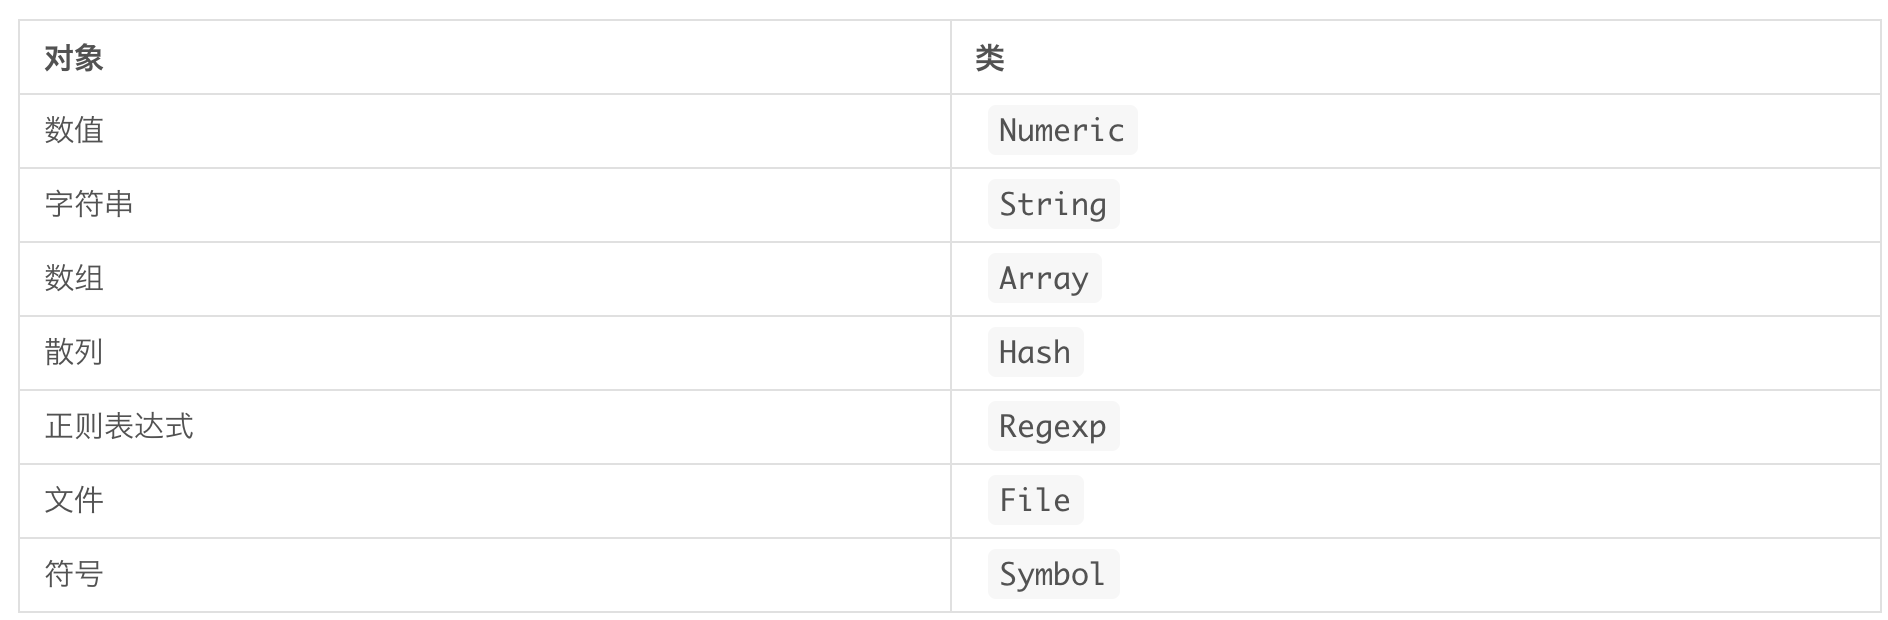 对象 类
数值 Numeric
字符串 String
数组 Array
散列 Hash
正则表达式 Regexp
文件 File
符号 Symbol